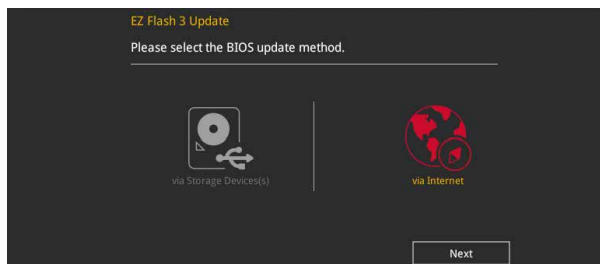 EZ Flash 3 Update
Please select the BIOS update method.
via Storage Devices(s)
via Internet
Next